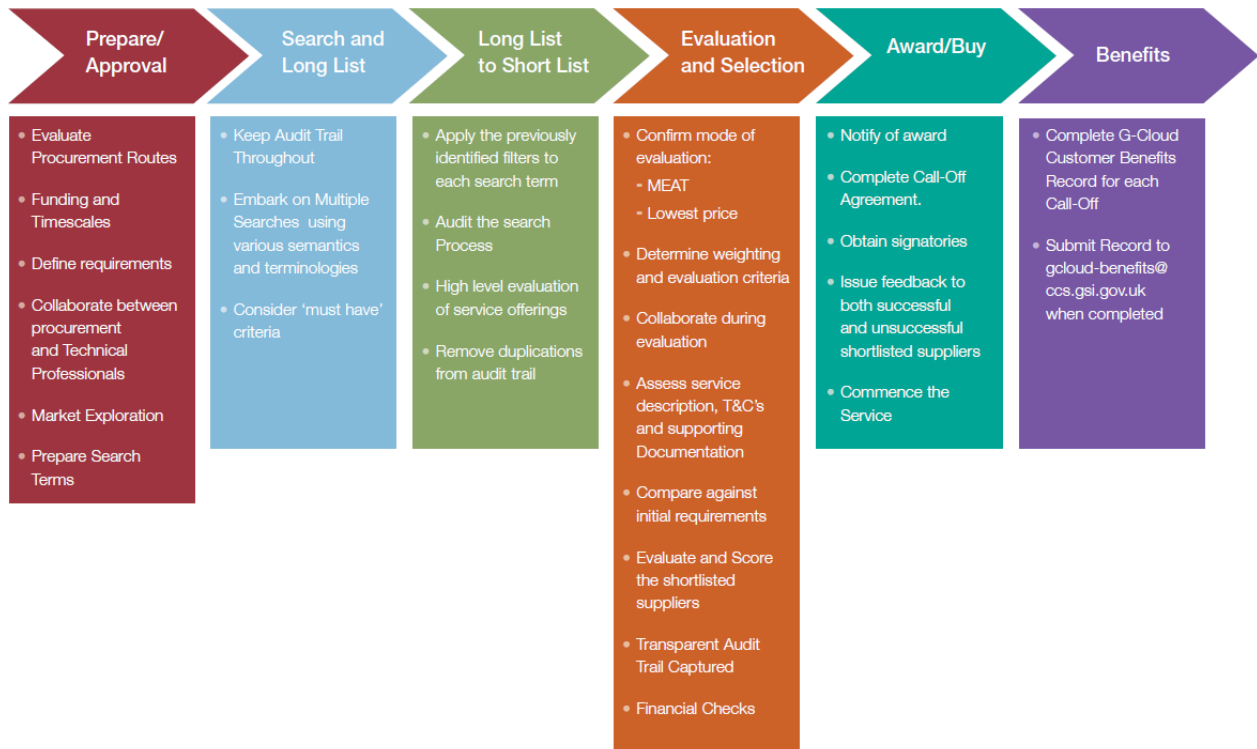 Prepare/
Approval
Search and
Long List
Long List
to Short List
Evaluation
and Selection
Award/Buy
Benefits
• Evaluate
Procurement Routes
• Funding and
Timescales
• Define requirements
• Collaborate between
procurement
and Technical
Professionals
• Market Exploration
• Prepare Search
Terms
• Keep Audit Trail
Throughout
• Embark on Multiple
Searches using
various semantics
and terminologies
• Consider ‘must have’
criteria
• Apply the previously
identified filters to
each search term
• Audit the search
Process
• High level evaluation
of service offerings
• Remove duplications
from audit trail
• Confirm mode of
evaluation:
- MEAT
- Lowest price
• Determine weighting
and evaluation criteria
• Collaborate during
evaluation
• Assess service
description, T&C’s
and supporting
Documentation
• Compare against
initial requirements
• Evaluate and Score
the shortlisted
suppliers
• Transparent Audit
Trail Captured
• Financial Checks
• Notify of award
• Complete Call-Off
Agreement.
• Obtain signatories
• Issue feedback to
both successful
and unsuccessful
shortlisted suppliers
• Commence the
Service
• Complete G-Cloud
Customer Benefits
Record for each
Call-Off
• Submit Record to
gcloud-benefits@
ccs.gsi.gov.uk
when completed